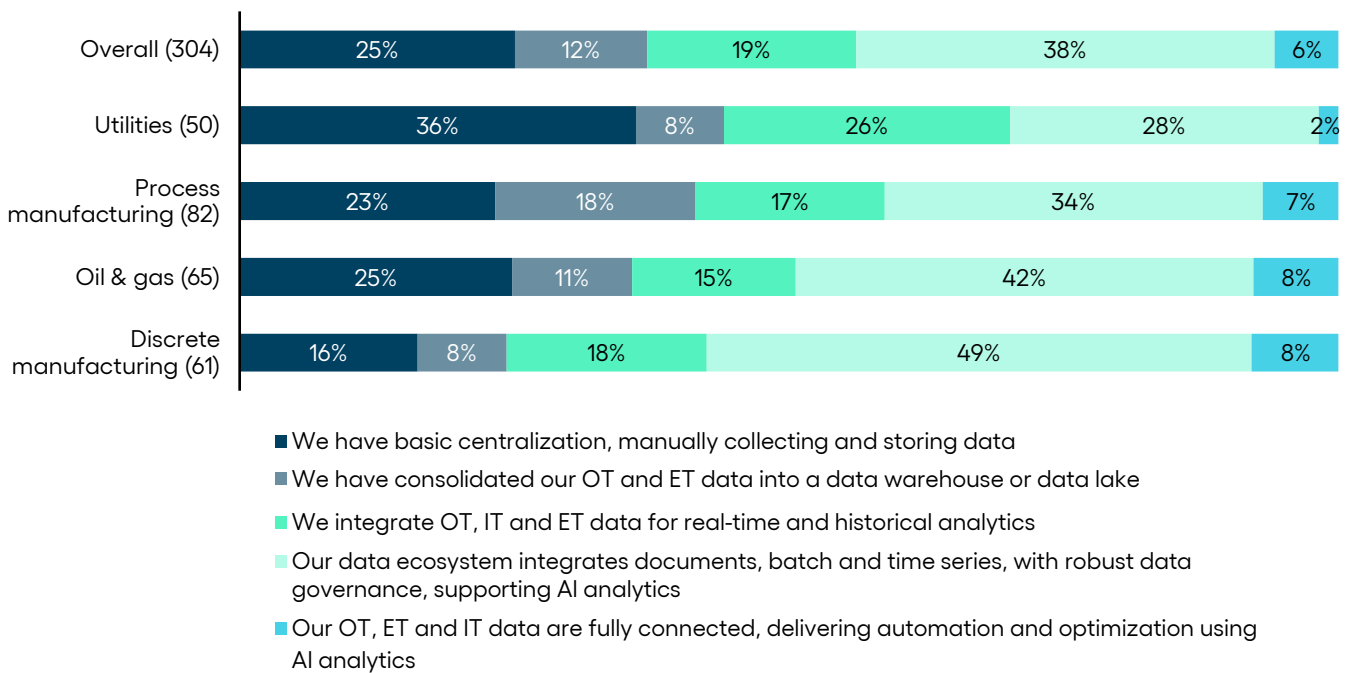 Overall (304)
25% 12% 19% 38% 6%
Utilities (50)
36% 8% 26% 28% 2%
Process
manufacturing (82)
23% 18% 17% 34% 7%
Oil & gas (65)
25% 11% 15% 42% 8%
Discrete
manufacturing (61)
16% 8% 18% 49% 8%
We have basic centralization, manually collecting and storing data
We have consolidated our OT and ET data into a data warehouse or data lake
We integrate OT, IT and ET data for real-time and historical analytics
Our data ecosystem integrates documents, batch and time series, with robust data
governance, supporting AI analytics
Our OT, ET and IT data are fully connected, delivering automation and optimization using
AI analytics